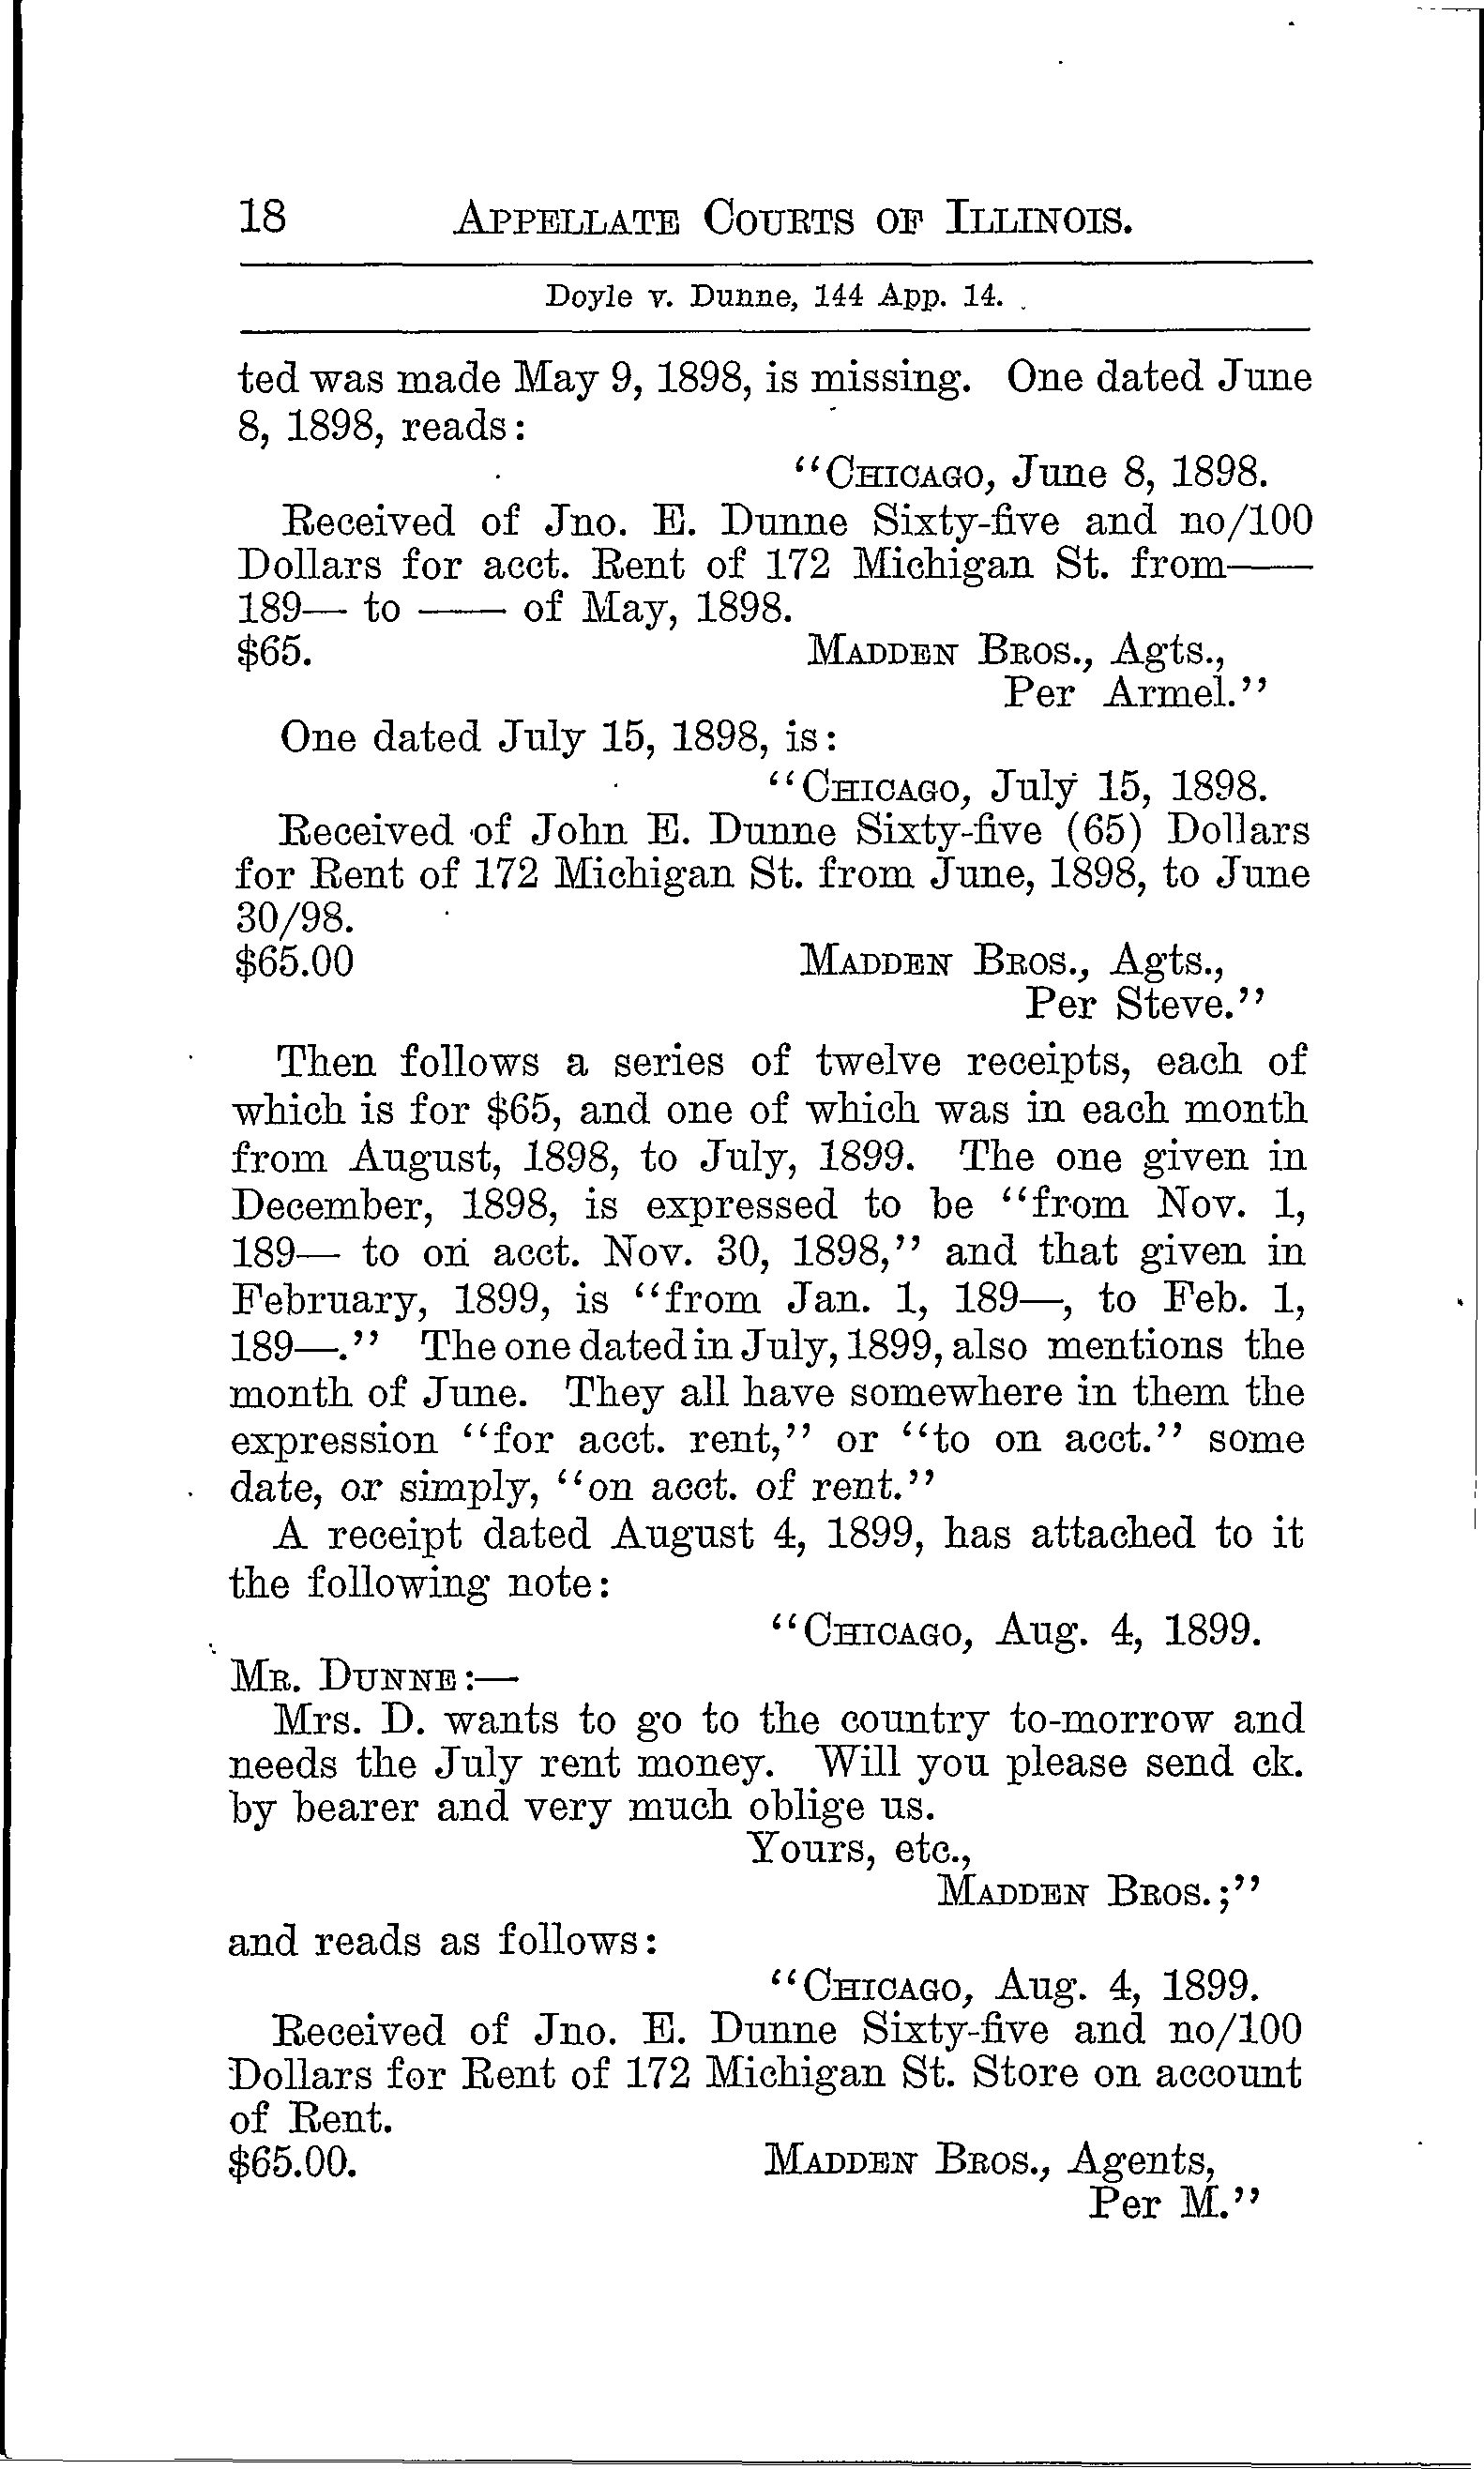 18 APPELLATE COURTS OF ILLINOIS.
Doyle v. Dunne, 144 App. 14.
ted was made May 9, 1898, is missing. One dated June
8, 1898, reads:
“CHICAGO, June 8, 1898.
Received of Jno. E. Dunne Sixty-five and no/100
Dollars for acct. Rent of 172 Michigan St. from——
189— to —— of May, 1898.
$65. MADDEN BROS., Agts.,
Per Armel.”
One dated July 15, 1898, is:
“CHICAGO, July 15, 1898.
Received of John E. Dunne Sixty-five (65) Dollars
for Rent of 172 Michigan St. from June, 1898, to June
30/98.
$65.00 MADDEN BROS., Agts.,
Per Steve.”
Then follows a series of twelve receipts, each of
which is for $65, and one of which was in each month
from August, 1898, to July, 1899. The one given in
December, 1898, is expressed to be “from Nov. 1,
189— to on acct. Nov. 30, 1898,” and that given in
February, 1899, is “from Jan. 1, 189—, to Feb. 1,
189—.” The one dated in July, 1899, also mentions the
month of June. They all have somewhere in them the
expression “for acct. rent,” or “to on acct.” some
date, or simply, “on acct. of rent.”
A receipt dated August 4, 1899, has attached to it
the following note:
“CHICAGO, Aug. 4, 1899.
MR. DUNNE:—
Mrs. D. wants to go to the country to-morrow and
needs the July rent money. Will you please send ck.
by bearer and very much oblige us.
Yours, etc.,
MADDEN BROS.;”
and reads as follows:
“CHICAGO, Aug. 4, 1899.
Received of Jno. E. Dunne Sixty-five and no/100
Dollars for Rent of 172 Michigan St. Store on account
of Rent.
$65.00. MADDEN BROS., Agents,
Per M.”